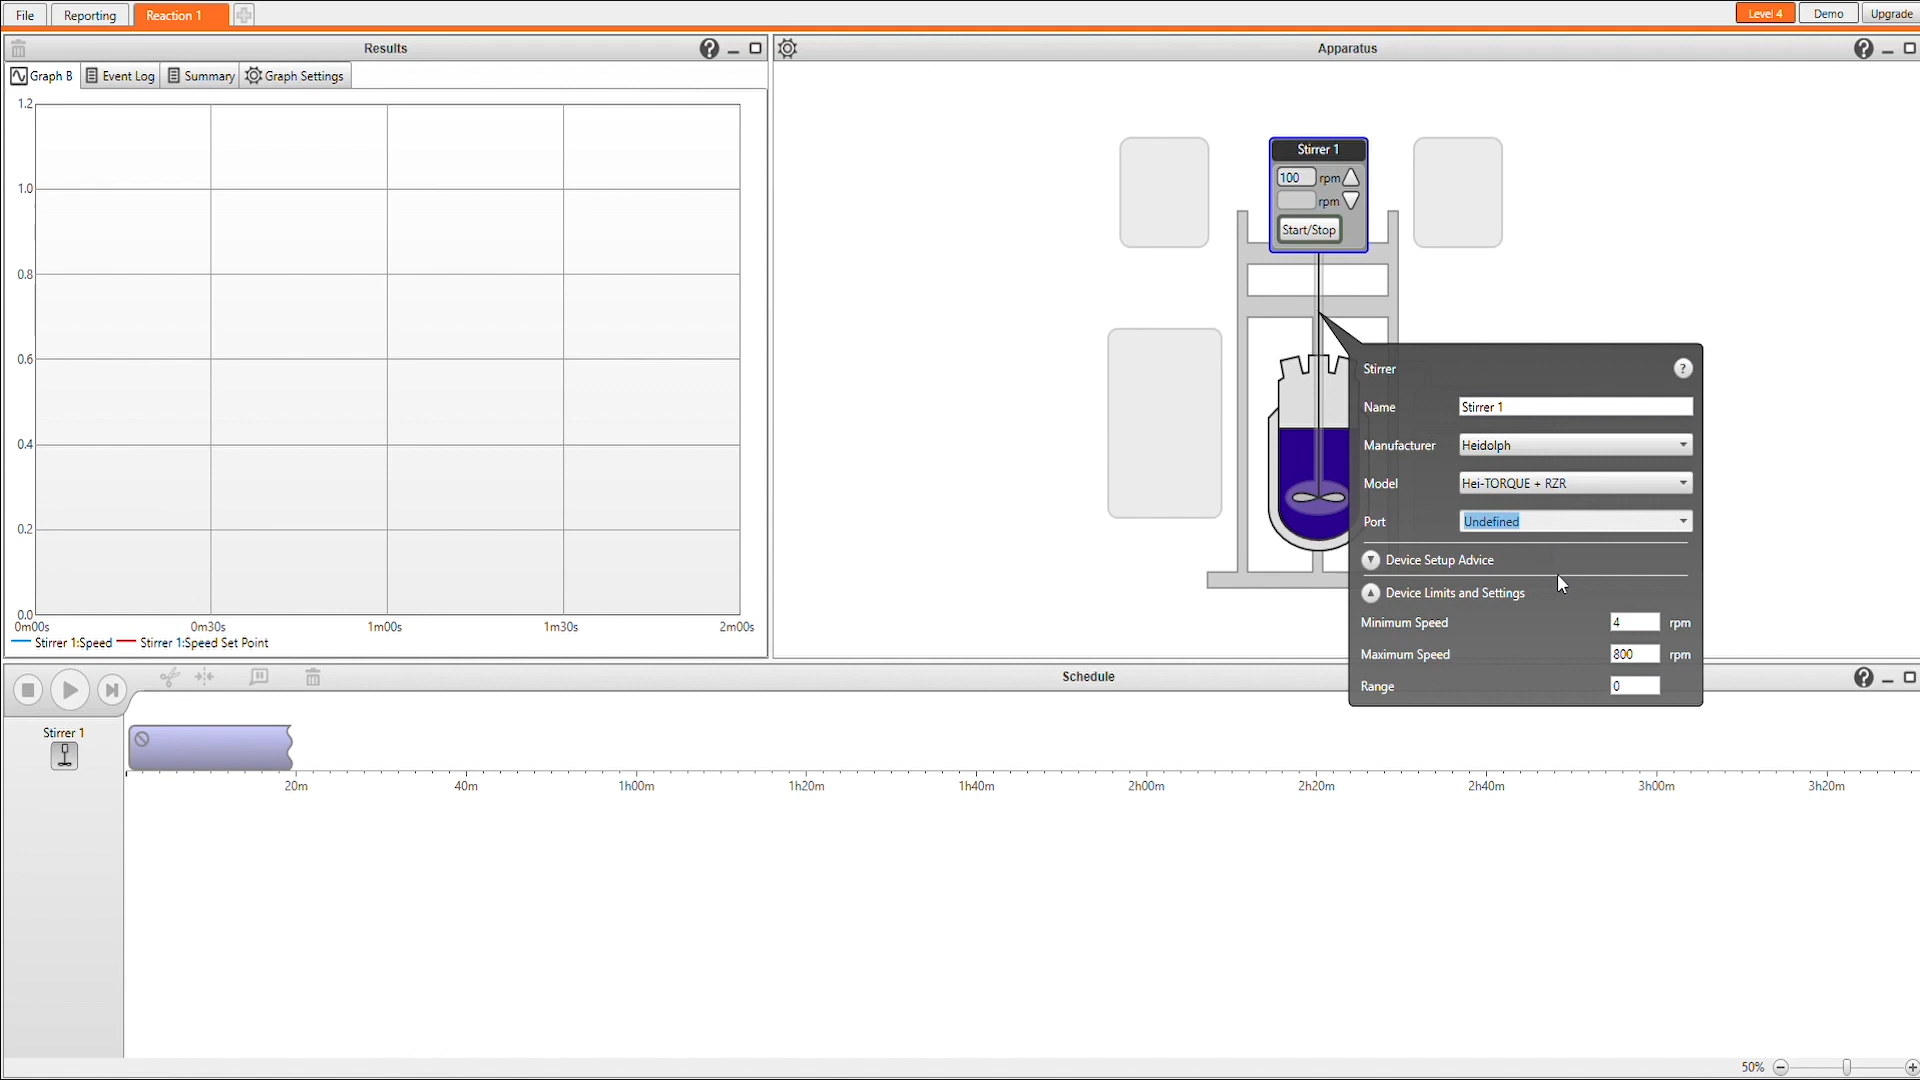 File
Reporting
Reaction 1
Level 4
Demo
Upgrade
Results
Apparatus
Graph B
Event Log
Summary
Graph Settings
1.2
1.0
0.8
0.6
0.4
0.2
0.0
0m00s
0m30s
1m00s
1m30s
2m00s
Stirrer 1:Speed
Stirrer 1:Speed Set Point
Stirrer 1
100 rpm
rpm
Start/Stop
Stirrer
?
Name
Stirrer 1
Manufacturer
Heidolph
Model
Hei-TORQUE + RZR
Port
Undefined
Device Setup Advice
Device Limits and Settings
Minimum Speed
4 rpm
Maximum Speed
800 rpm
Range
0
Schedule
Stirrer 1
20m
40m
1h00m
1h20m
1h40m
2h00m
2h20m
2h40m
3h00m
3h20m
50%